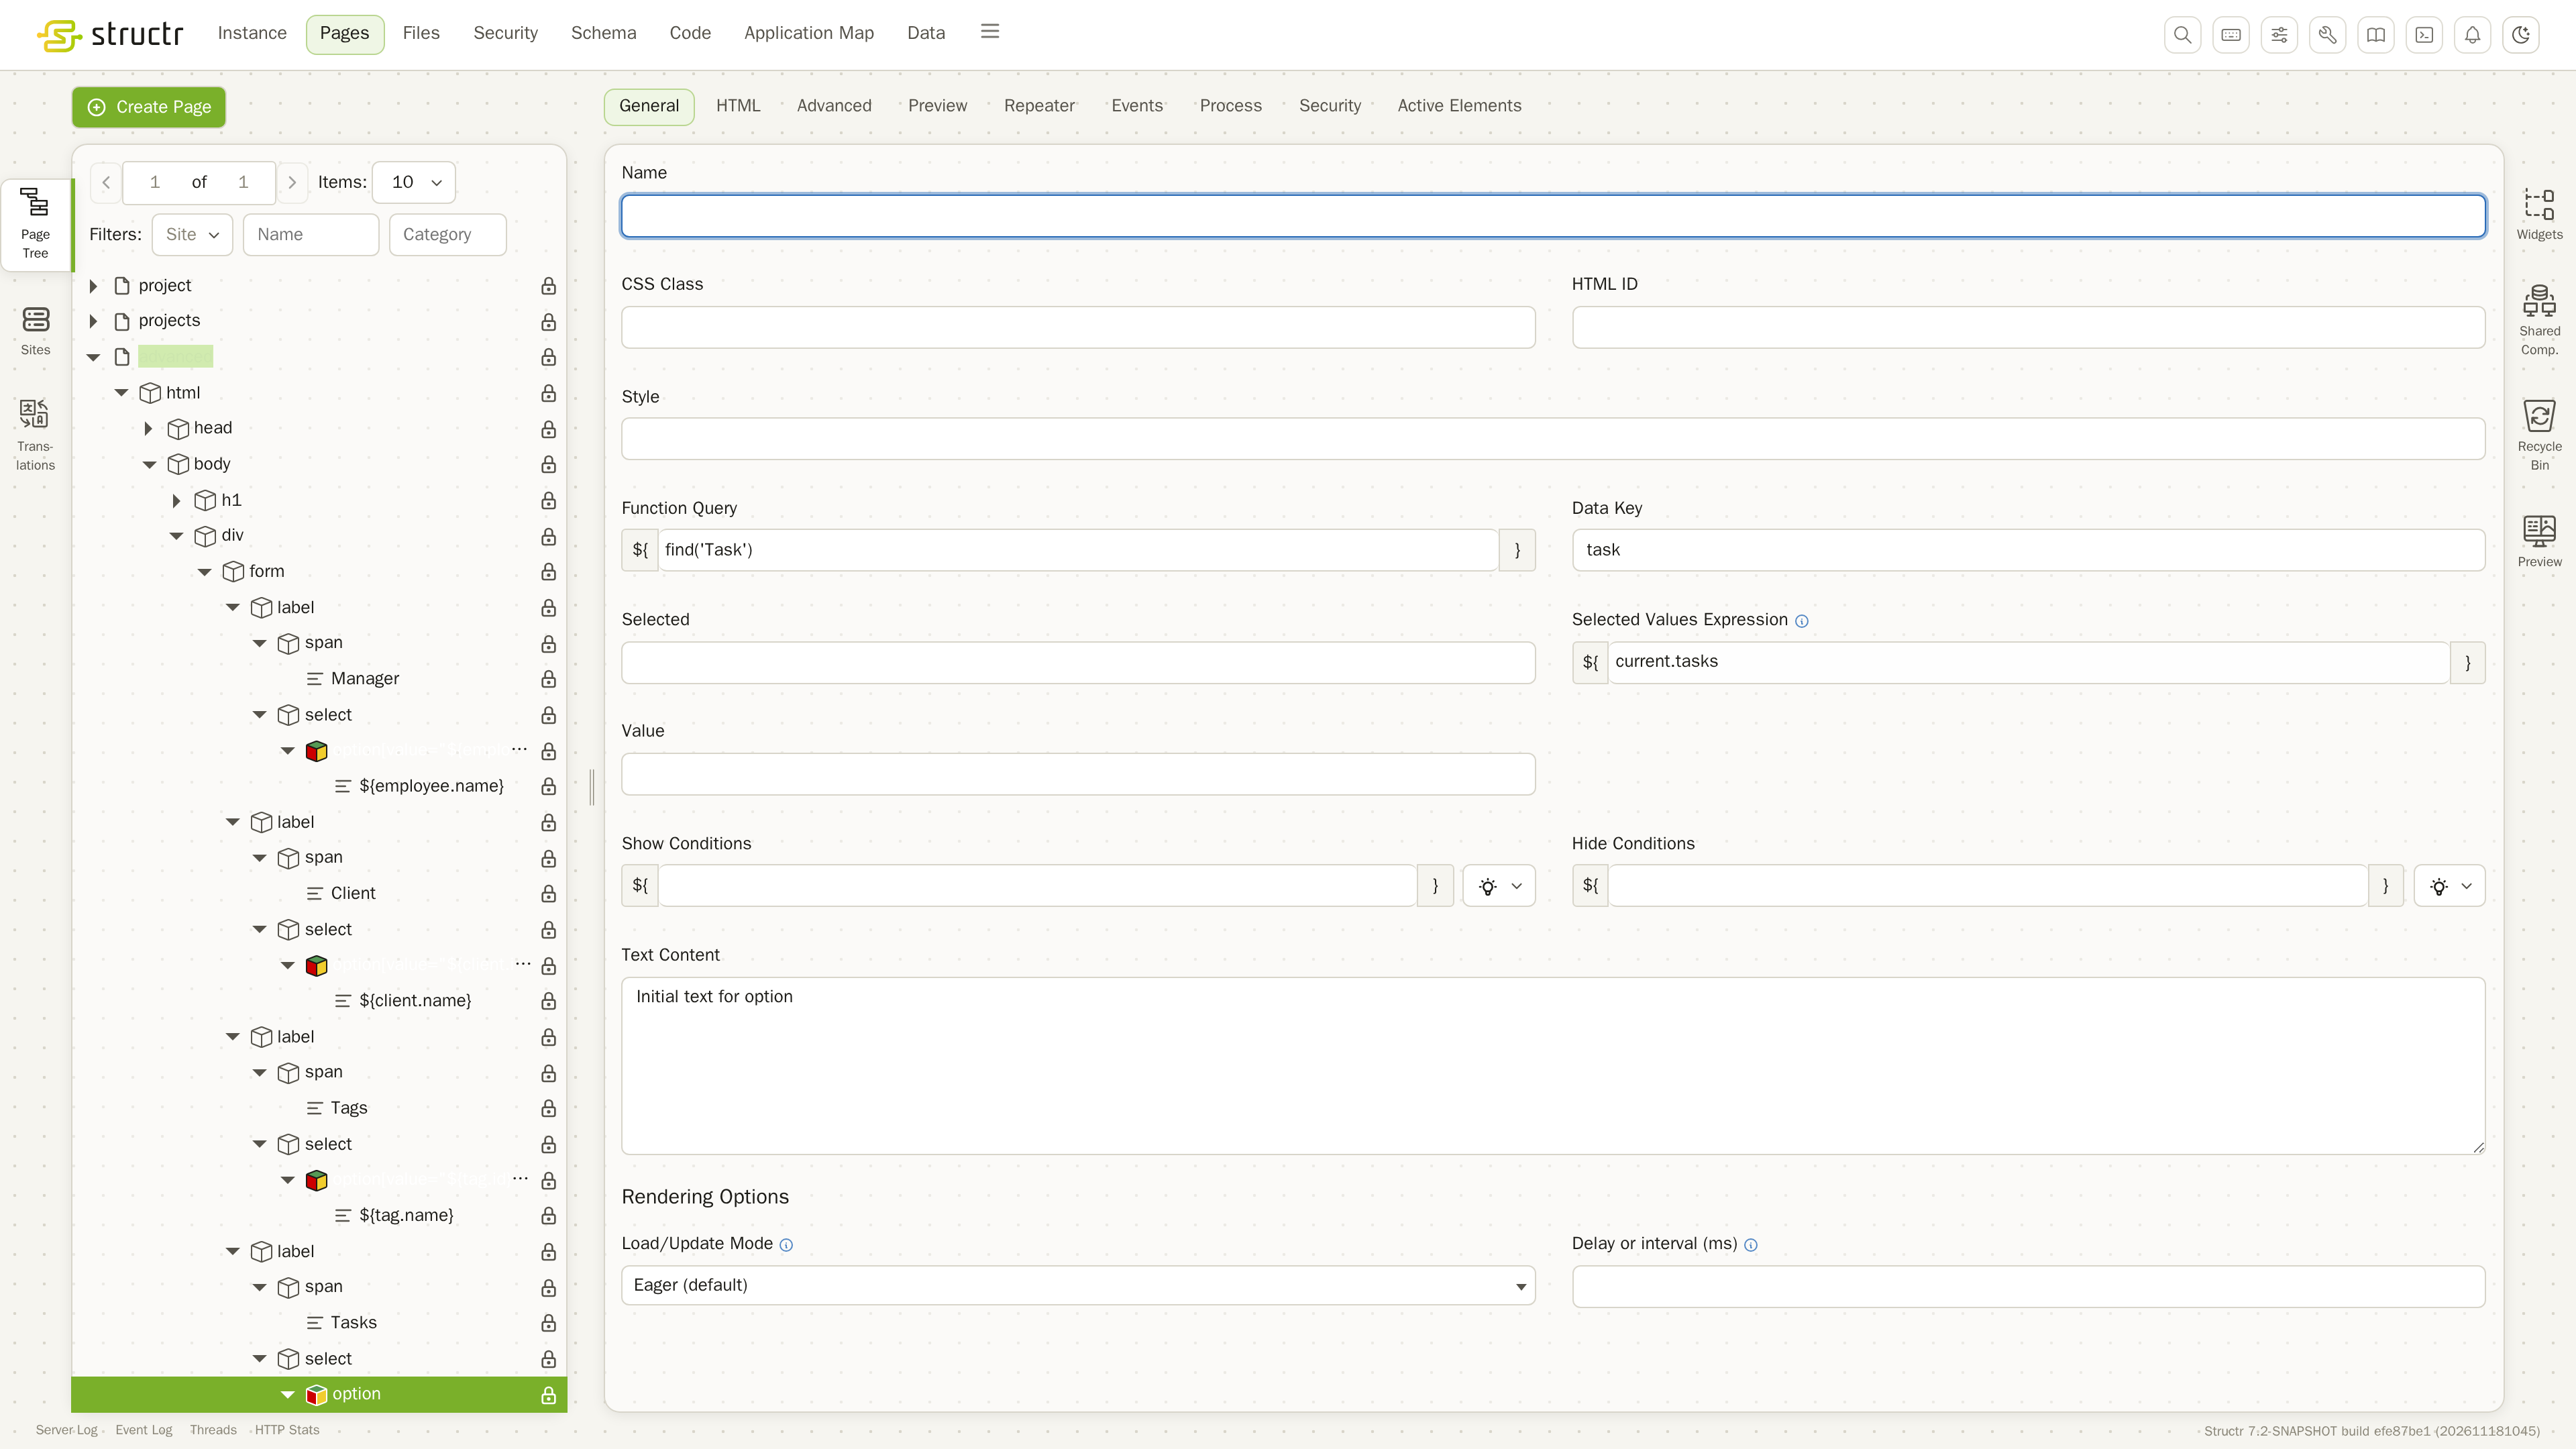 structr Instance Pages Files Security Schema Code Application Map Data
Create Page
General HTML Advanced Preview Repeater Events Process Security Active Elements
1 of 1 Items: 10
Filters: Site Name Category
Page
Tree
Sites
Trans-
lations
project
projects
html
head
body
h1
div
form
label
span
Manager
select
${employee.name}
label
span
Client
select
${client.name}
label
span
Tags
select
${tag.name}
label
span
Tasks
select
option
Name
CSS Class HTML ID
Style
Function Query Data Key
${ find('Task') } task
Selected Selected Values Expression
${ current.tasks }
Value
Show Conditions Hide Conditions
${ } ${ }
Text Content
Initial text for option
Rendering Options
Load/Update Mode Delay or interval (ms)
Eager (default)
Widgets
Shared
Comp.
Recycle
Bin
Preview
Server Log Event Log Threads HTTP Stats
Structr 7.2-SNAPSHOT build efe87be1 (202611181045)